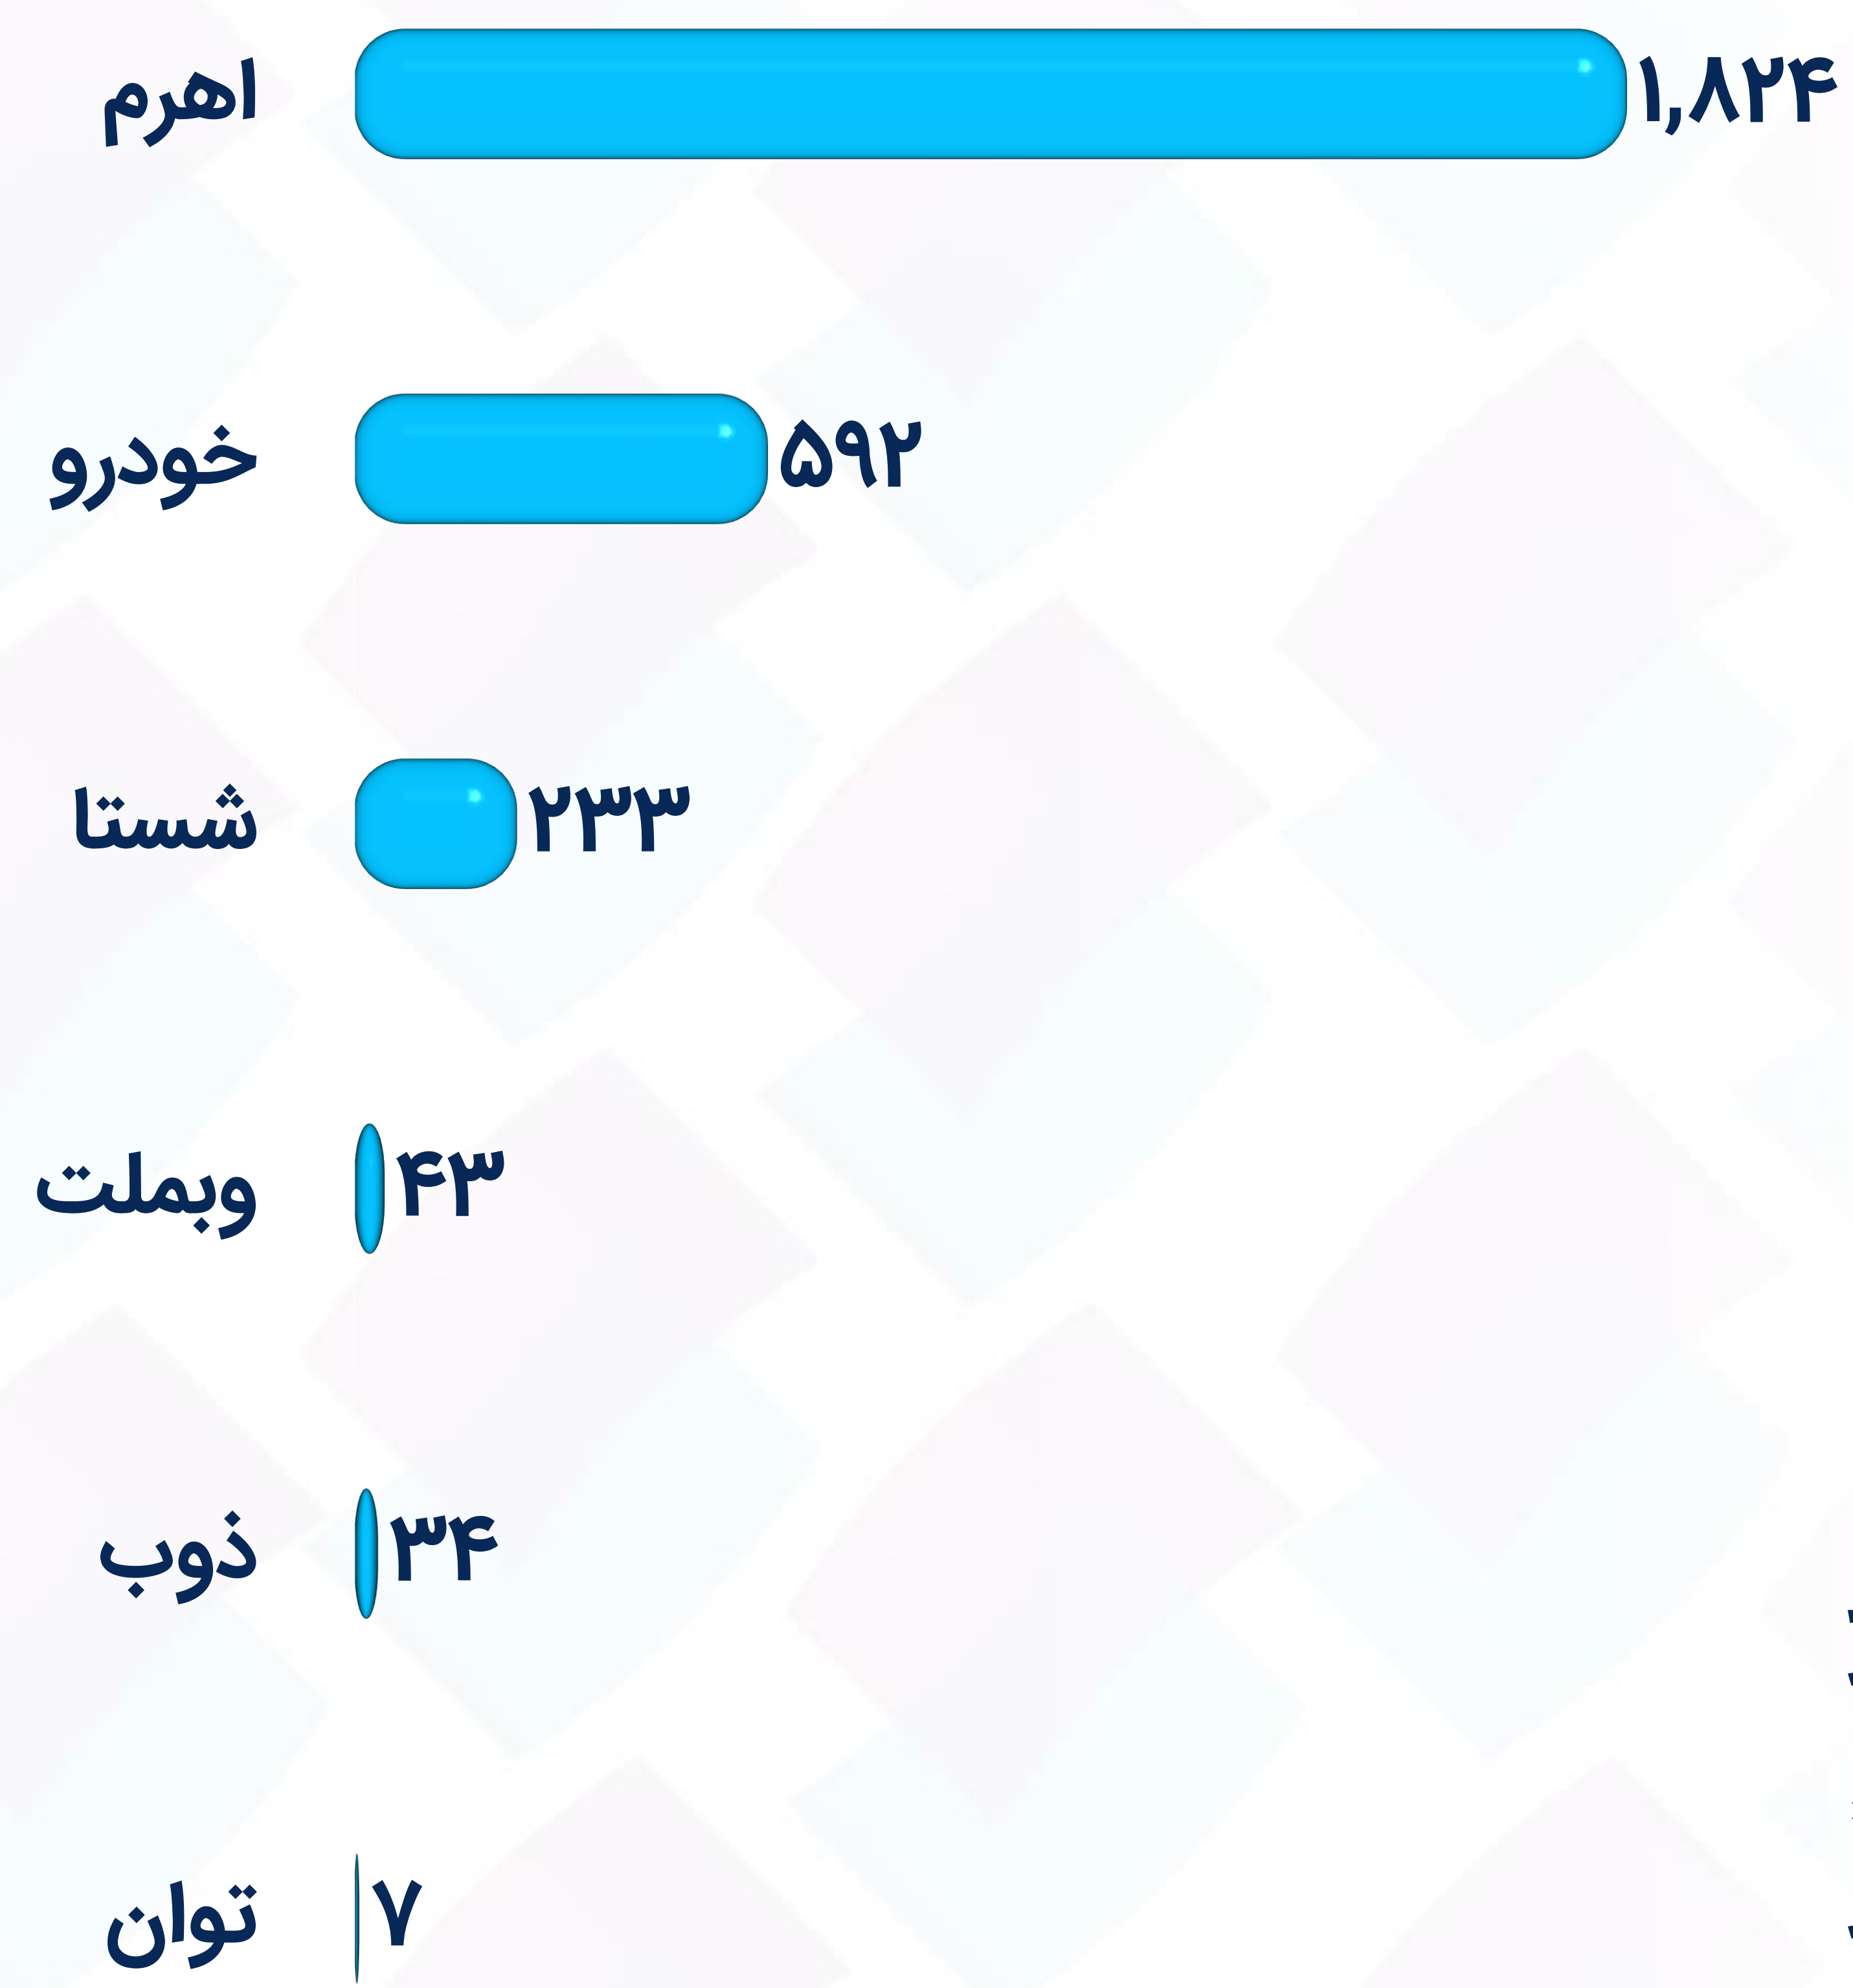 اهرم ۱,۸۲۴
خودرو ۵۹۲
شستا ۲۳۳
وبملت ۴۳
ذوب ۳۴
توان ۷